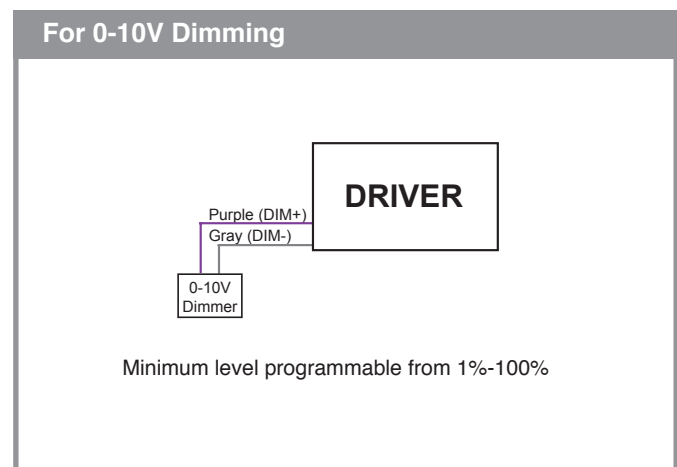 For 0-10V Dimming
DRIVER
Purple (DIM+)
Gray (DIM-)
0-10V
Dimmer
Minimum level programmable from 1%-100%